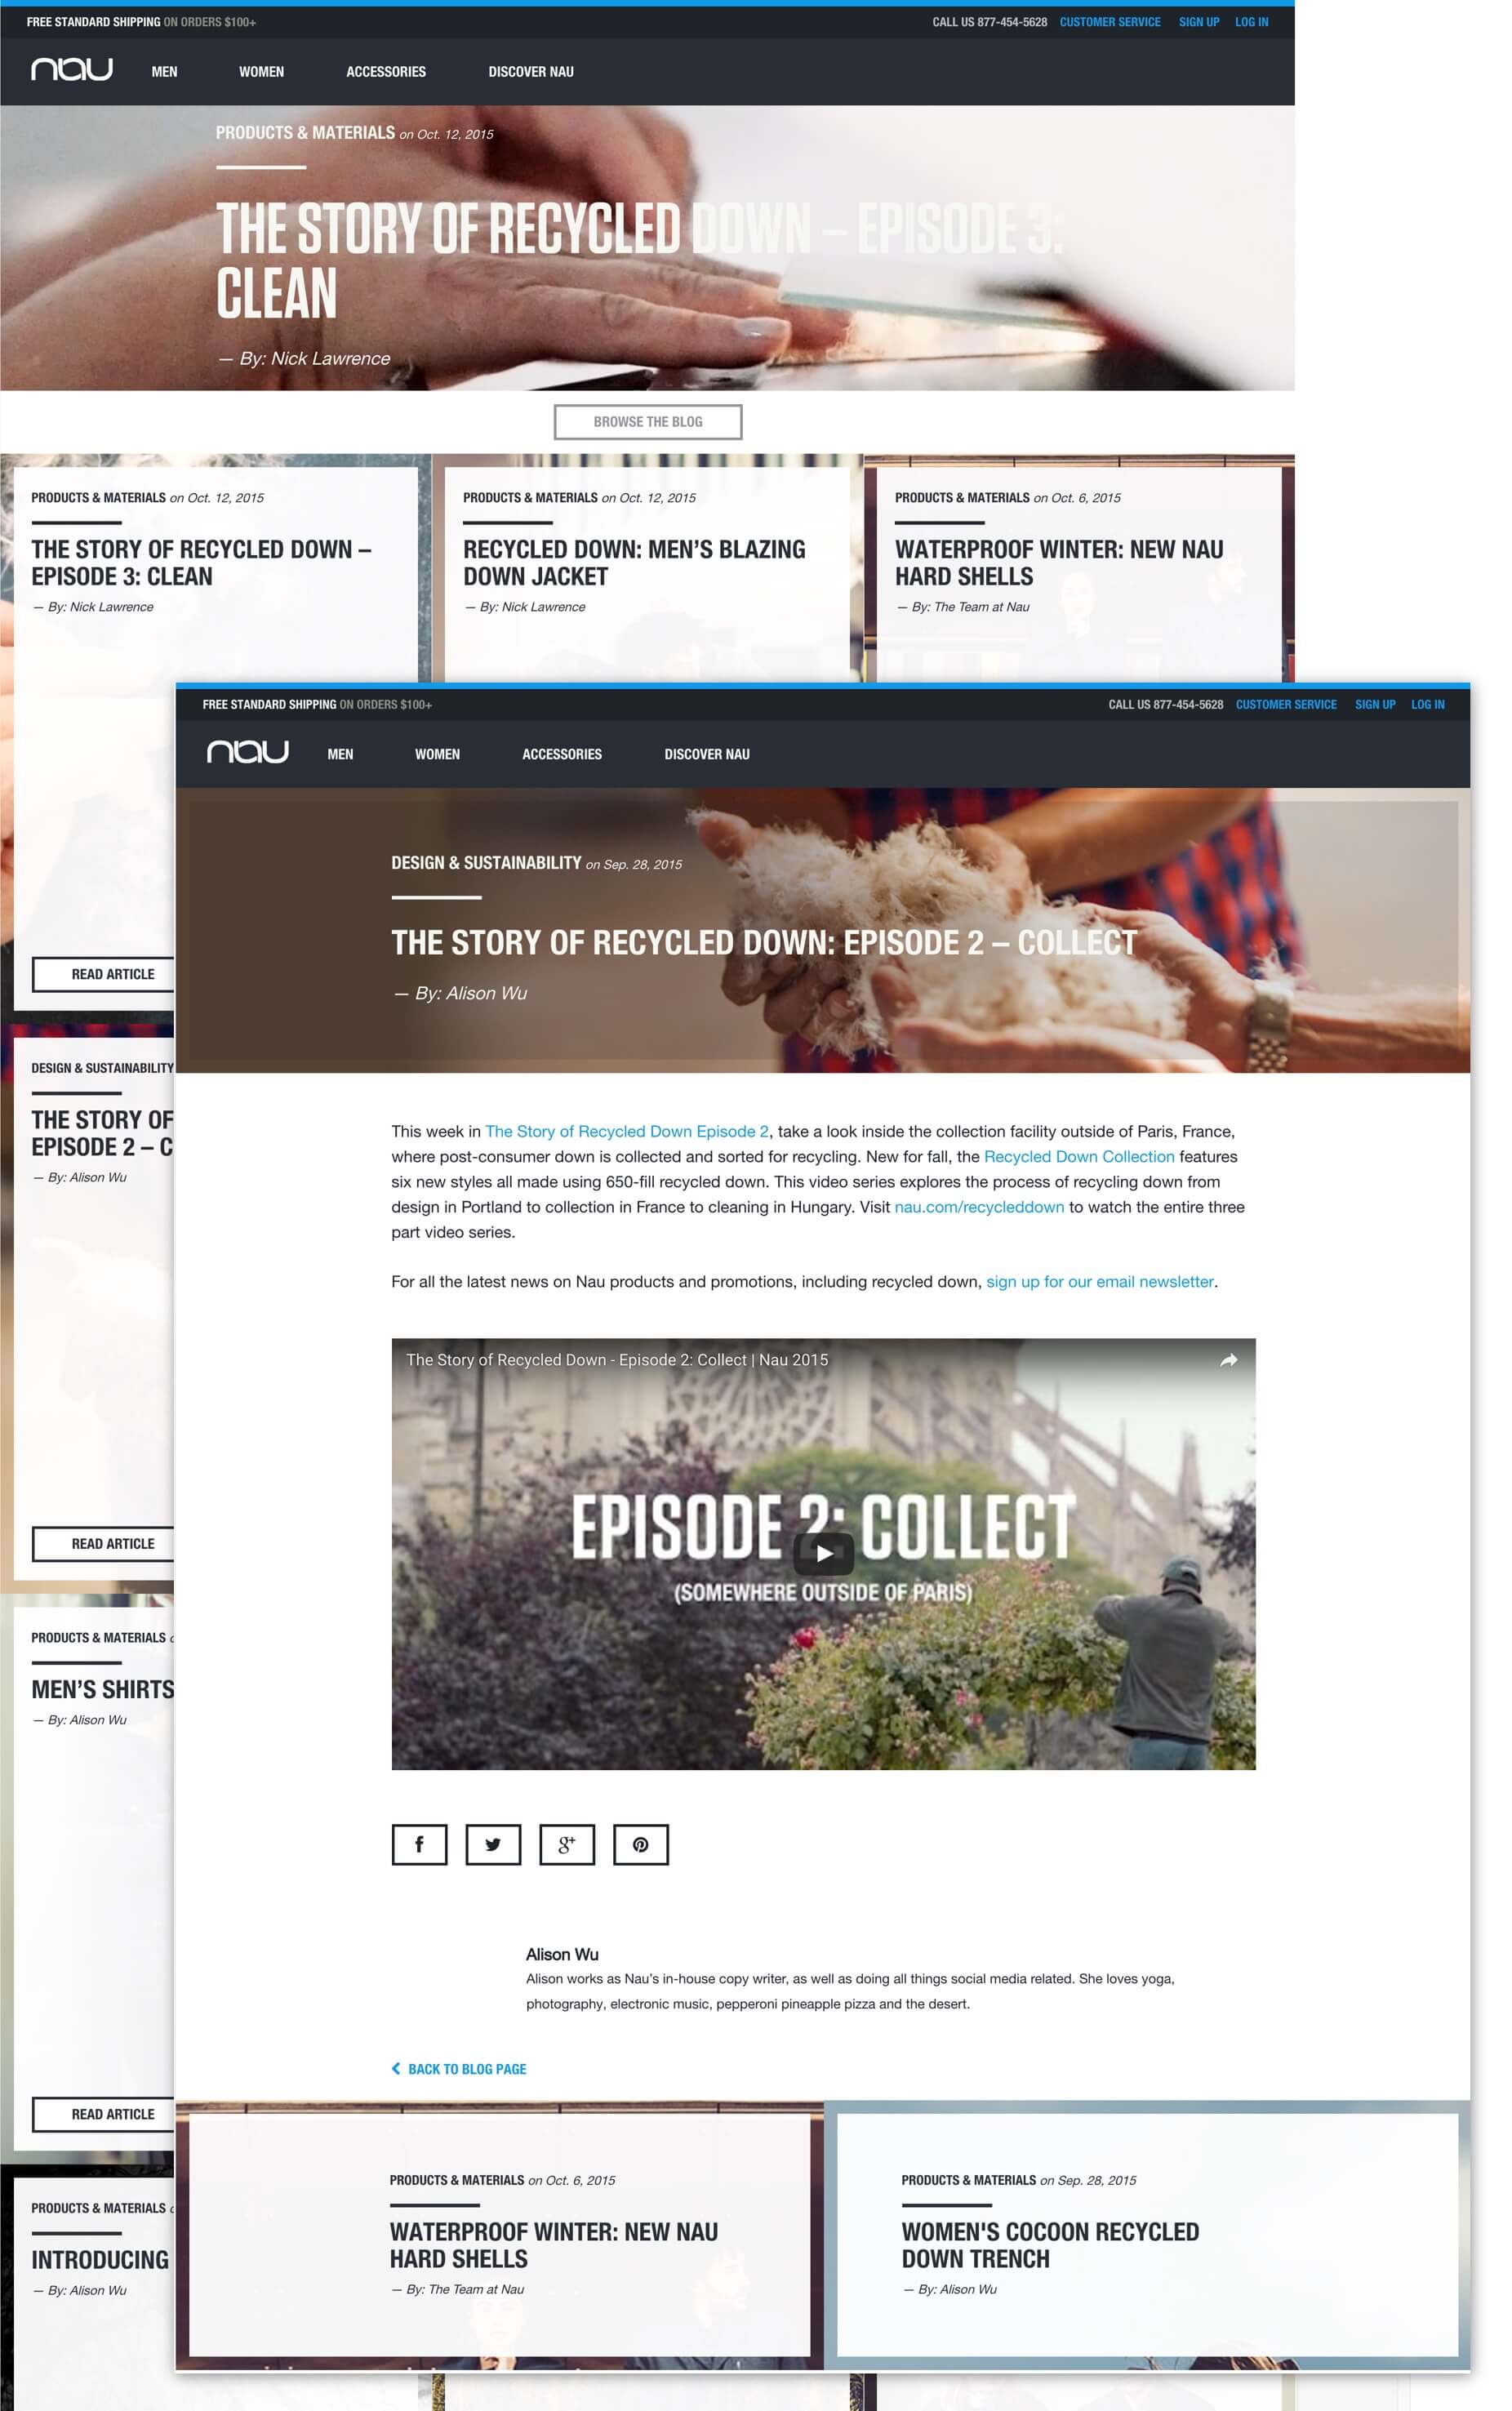 FREE STANDARD SHIPPING ON ORDERS $100+
CALL US 877-454-5628 CUSTOMER SERVICE SIGN UP LOG IN
nau MEN WOMEN ACCESSORIES DISCOVER NAU
PRODUCTS & MATERIALS on Oct. 12, 2015
THE STORY OF RECYCLED DOWN – EPISODE 3:
CLEAN
— By: Nick Lawrence
BROWSE THE BLOG
PRODUCTS & MATERIALS on Oct. 12, 2015
THE STORY OF RECYCLED DOWN –
EPISODE 3: CLEAN
— By: Nick Lawrence
READ ARTICLE
PRODUCTS & MATERIALS on Oct. 12, 2015
RECYCLED DOWN: MEN’S BLAZING
DOWN JACKET
— By: Nick Lawrence
PRODUCTS & MATERIALS on Oct. 6, 2015
WATERPROOF WINTER: NEW NAU
HARD SHELLS
— By: The Team at Nau
DESIGN & SUSTAINABILITY
THE STORY OF
EPISODE 2 – C
— By: Alison Wu
READ ARTICLE
PRODUCTS & MATERIALS
MEN’S SHIRTS
— By: Alison Wu
READ ARTICLE
PRODUCTS & MATERIALS
INTRODUCING
— By: Alison Wu
FREE STANDARD SHIPPING ON ORDERS $100+
CALL US 877-454-5628 CUSTOMER SERVICE SIGN UP LOG IN
nau MEN WOMEN ACCESSORIES DISCOVER NAU
DESIGN & SUSTAINABILITY on Sep. 28, 2015
THE STORY OF RECYCLED DOWN: EPISODE 2 – COLLECT
— By: Alison Wu
This week in The Story of Recycled Down Episode 2, take a look inside the collection facility outside of Paris, France,
where post-consumer down is collected and sorted for recycling. New for fall, the Recycled Down Collection features
six new styles all made using 650-fill recycled down. This video series explores the process of recycling down from
design in Portland to collection in France to cleaning in Hungary. Visit nau.com/recycleddown to watch the entire three
part video series.
For all the latest news on Nau products and promotions, including recycled down, sign up for our email newsletter.
The Story of Recycled Down - Episode 2: Collect | Nau 2015
EPISODE 2: COLLECT
(SOMEWHERE OUTSIDE OF PARIS)
f g+
Alison Wu
Alison works as Nau’s in-house copy writer, as well as doing all things social media related. She loves yoga,
photography, electronic music, pepperoni pineapple pizza and the desert.
BACK TO BLOG PAGE
PRODUCTS & MATERIALS on Oct. 6, 2015
WATERPROOF WINTER: NEW NAU
HARD SHELLS
— By: The Team at Nau
PRODUCTS & MATERIALS on Sep. 28, 2015
WOMEN'S COCOON RECYCLED
DOWN TRENCH
— By: Alison Wu